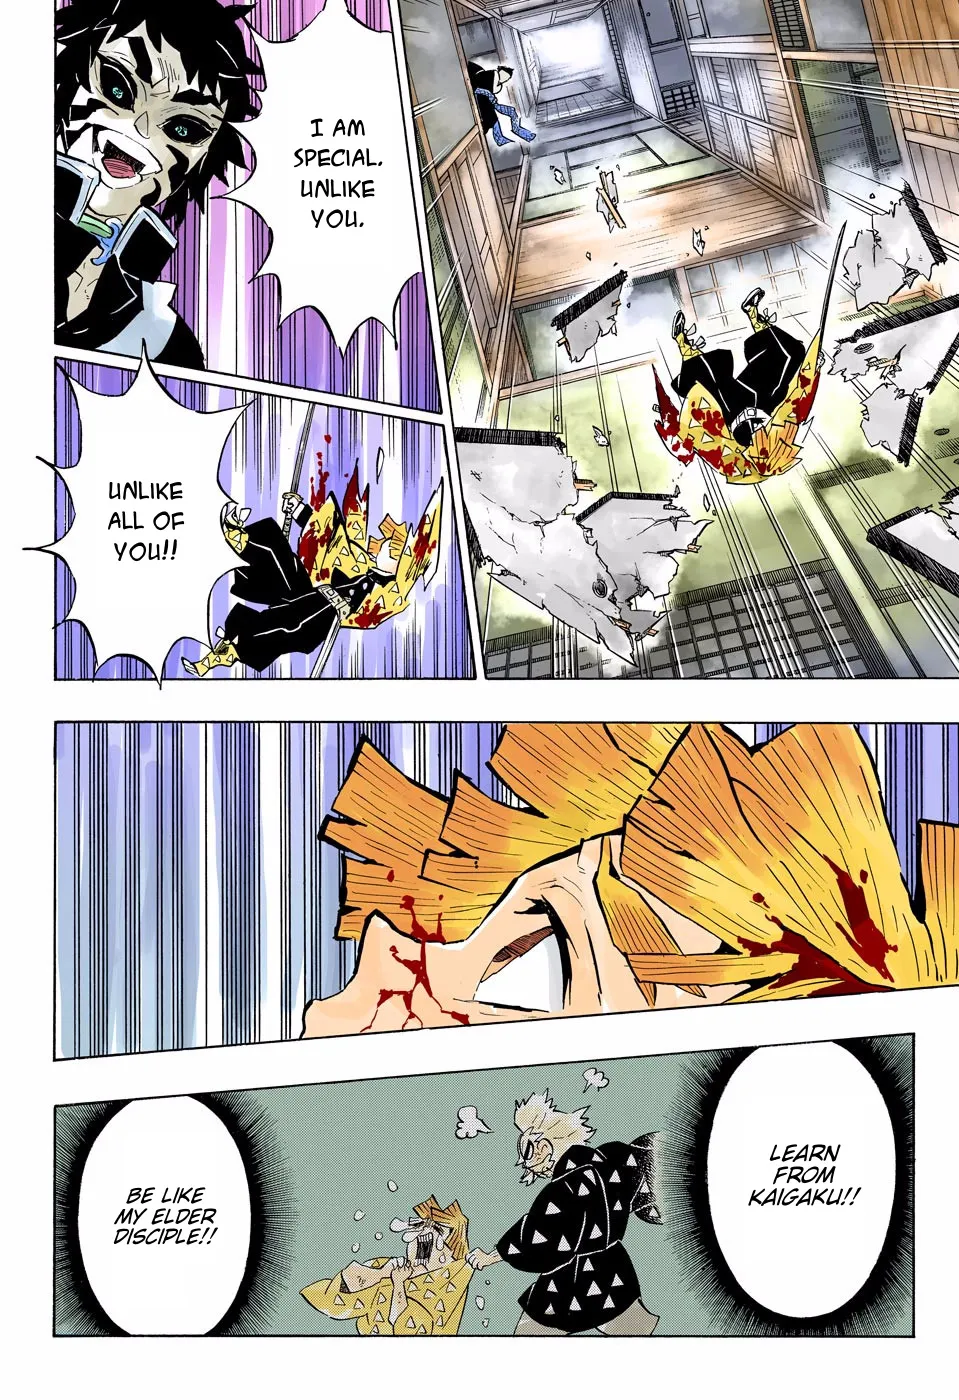 I AM
SPECIAL.
UNLIKE
YOU.
UNLIKE
ALL OF
YOU!!
LEARN
FROM
KAIGAKU!!
BE LIKE
MY ELDER
DISCIPLE!!